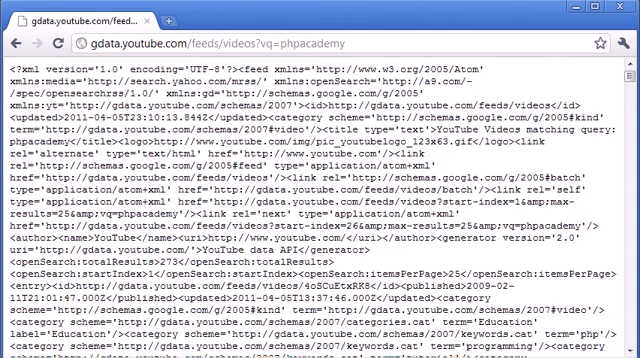 gdata.youtube.com/feed...
gdata.youtube.com/feeds/videos?vq=phpacademy
<?xml version='1.0' encoding='UTF-8'?><feed xmlns='http://www.w3.org/2005/Atom'
xmlns:media='http://search.yahoo.com/mrss/' xmlns:openSearch='http://a9.com/-
/spec/opensearchrss/1.0/' xmlns:gd='http://schemas.google.com/g/2005'
xmlns:yt='http://gdata.youtube.com/schemas/2007'><id>http://gdata.youtube.com/feeds/videos</id>
<updated>2011-04-05T23:10:13.844Z</updated><category scheme='http://schemas.google.com/g/2005#kind'
term='http://gdata.youtube.com/schemas/2007#video'/><title type='text'>YouTube Videos matching query:
phpacademy</title><logo>http://www.youtube.com/img/pic_youtubelogo_123x63.gif</logo><link
rel='alternate' type='text/html' href='http://www.youtube.com'/><link
rel='http://schemas.google.com/g/2005#feed' type='application/atom+xml'
href='http://gdata.youtube.com/feeds/videos'/><link rel='http://schemas.google.com/g/2005#batch'
type='application/atom+xml' href='http://gdata.youtube.com/feeds/videos/batch'/><link rel='self'
type='application/atom+xml' href='http://gdata.youtube.com/feeds/videos?start-index=1&amp;max-
results=25&amp;vq=phpacademy'/><link rel='next' type='application/atom+xml'
href='http://gdata.youtube.com/feeds/videos?start-index=26&amp;max-results=25&amp;vq=phpacademy'/>
<author><name>YouTube</name><uri>http://www.youtube.com/</uri></author><generator version='2.0'
uri='http://gdata.youtube.com/'>YouTube data API</generator>
<openSearch:totalResults>273</openSearch:totalResults>
<openSearch:startIndex>1</openSearch:startIndex><openSearch:itemsPerPage>25</openSearch:itemsPerPage>
<entry><id>http://gdata.youtube.com/feeds/videos/4oSCuEtxRK8</id><published>2009-02-
11T21:01:47.000Z</published><updated>2011-04-05T13:37:46.000Z</updated><category
scheme='http://schemas.google.com/g/2005#kind' term='http://gdata.youtube.com/schemas/2007#video'/>
<category scheme='http://gdata.youtube.com/schemas/2007/categories.cat' term='Education'
label='Education'/><category scheme='http://gdata.youtube.com/schemas/2007/keywords.cat' term='php'/>
<category scheme='http://gdata.youtube.com/schemas/2007/keywords.cat' term='programming'/><category